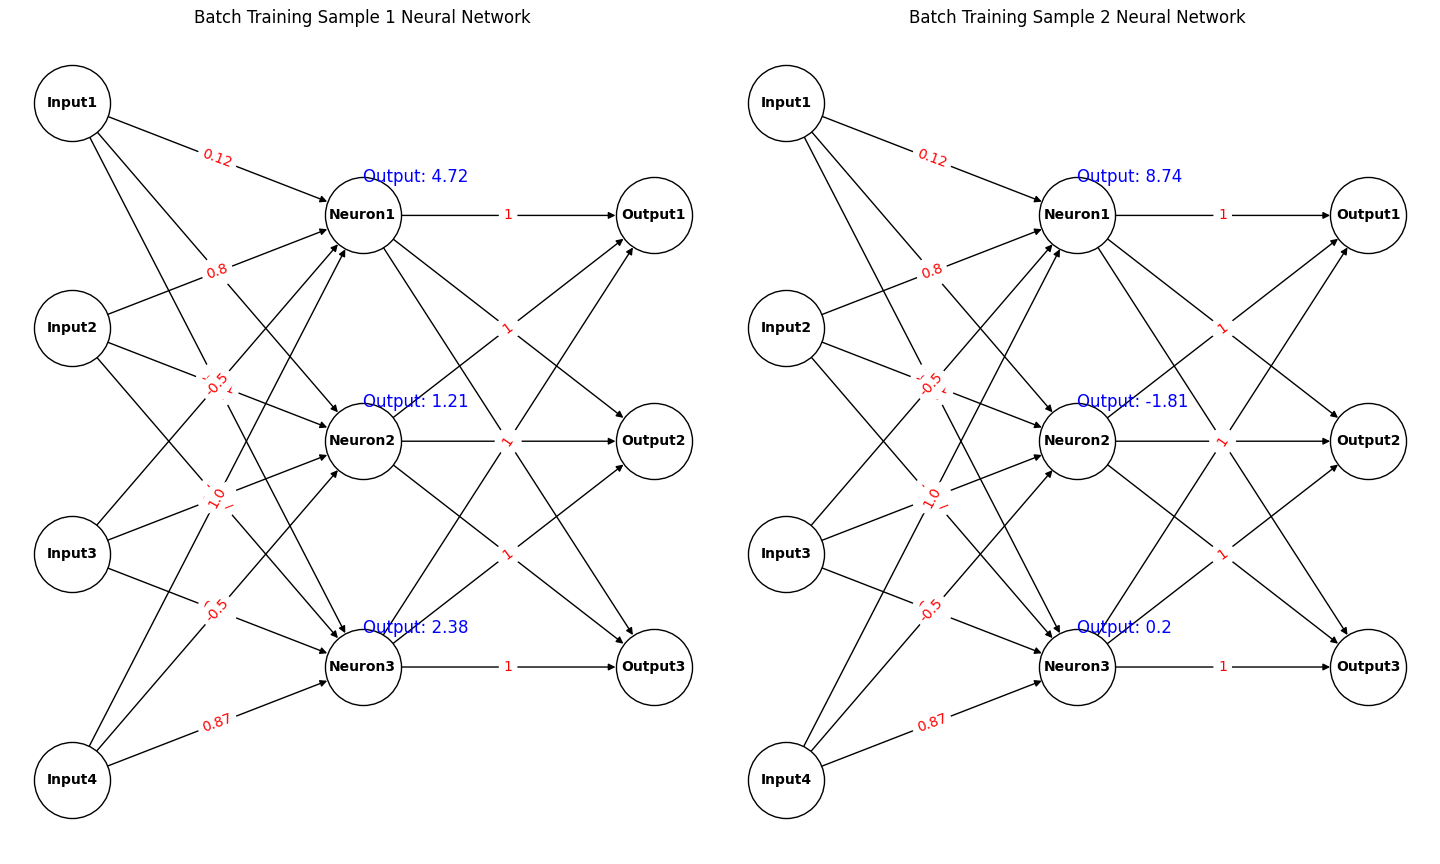 Batch Training Sample 1 Neural Network
Input1
0.12
Output: 4.72
Neuron1
1
Output1
0.8
Input2
1
-0.5
Output: 1.21
Neuron2
1
Output2
1.0
Input3
1
-0.5
Output: 2.38
Neuron3
1
Output3
0.87
Input4
Batch Training Sample 2 Neural Network
Input1
0.12
Output: 8.74
Neuron1
1
Output1
0.8
Input2
1
-0.5
Output: -1.81
Neuron2
1
Output2
1.0
Input3
1
-0.5
Output: 0.2
Neuron3
1
Output3
0.87
Input4